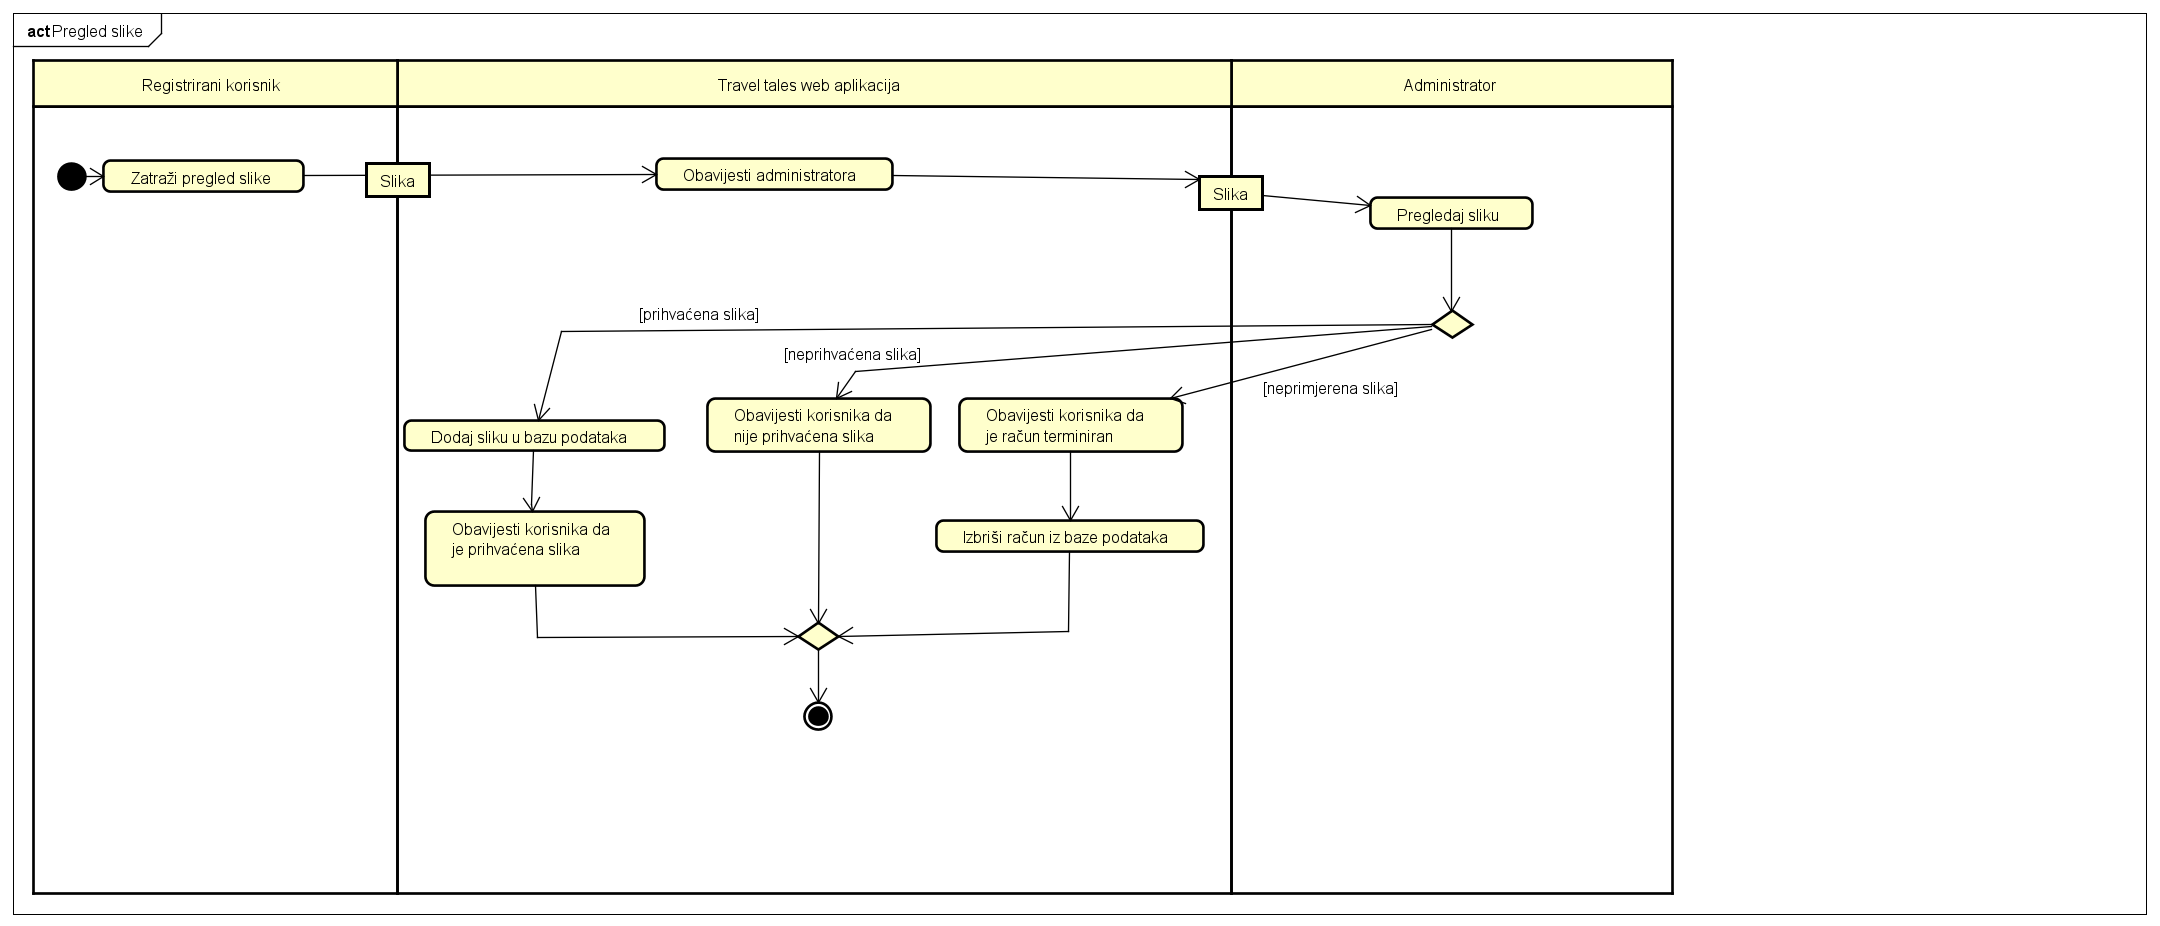 act Pregled slike
Registrirani korisnik
Travel tales web aplikacija
Administrator
Zatraži pregled slike
Slika
Obavijesti administratora
Slika
Pregledaj sliku
[prihvaćena slika]
[neprihvaćena slika]
[neprimjerena slika]
Dodaj sliku u bazu podataka
Obavijesti korisnika da
nije prihvaćena slika
Obavijesti korisnika da
je račun terminiran
Obavijesti korisnika da
je prihvaćena slika
Izbriši račun iz baze podataka